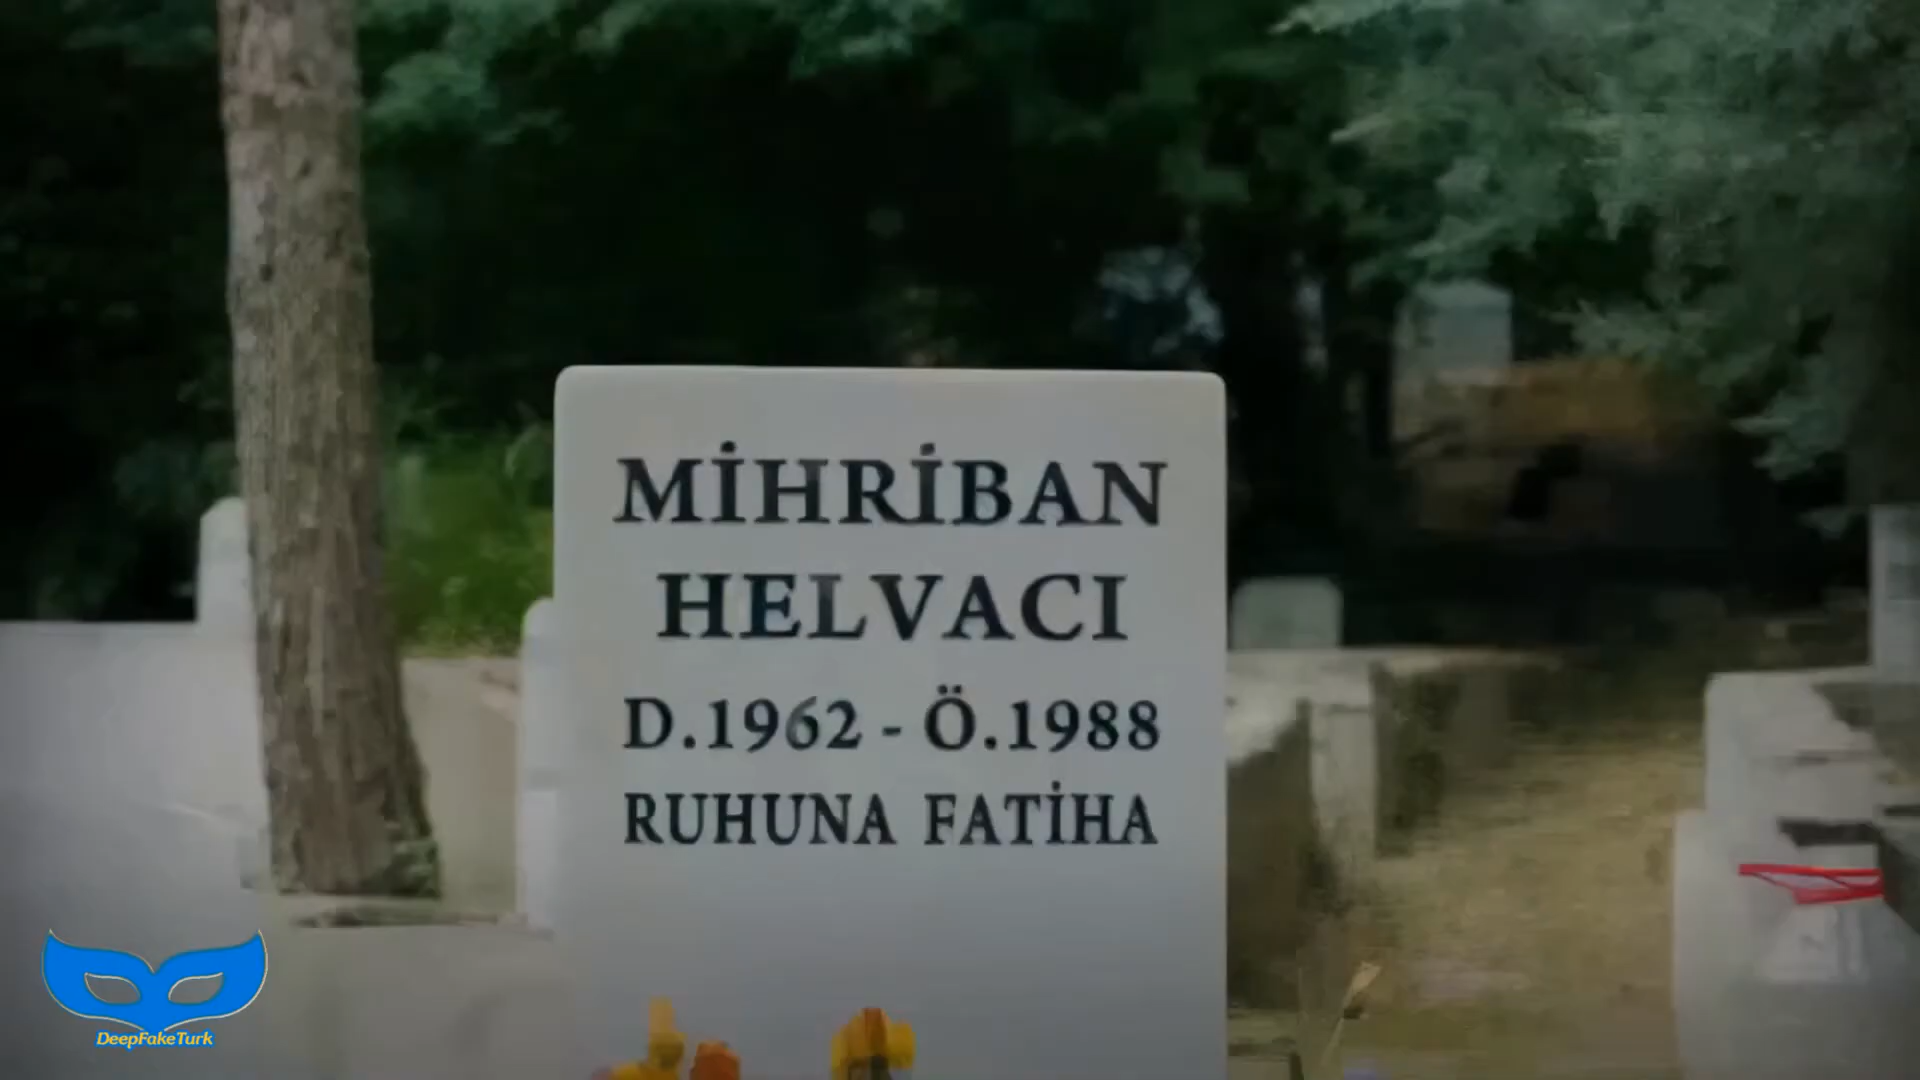 MİHRİBAN
HELVACI
D.1962 - Ö.1988
RUHUNA FATİHA
DeepFakeTurk